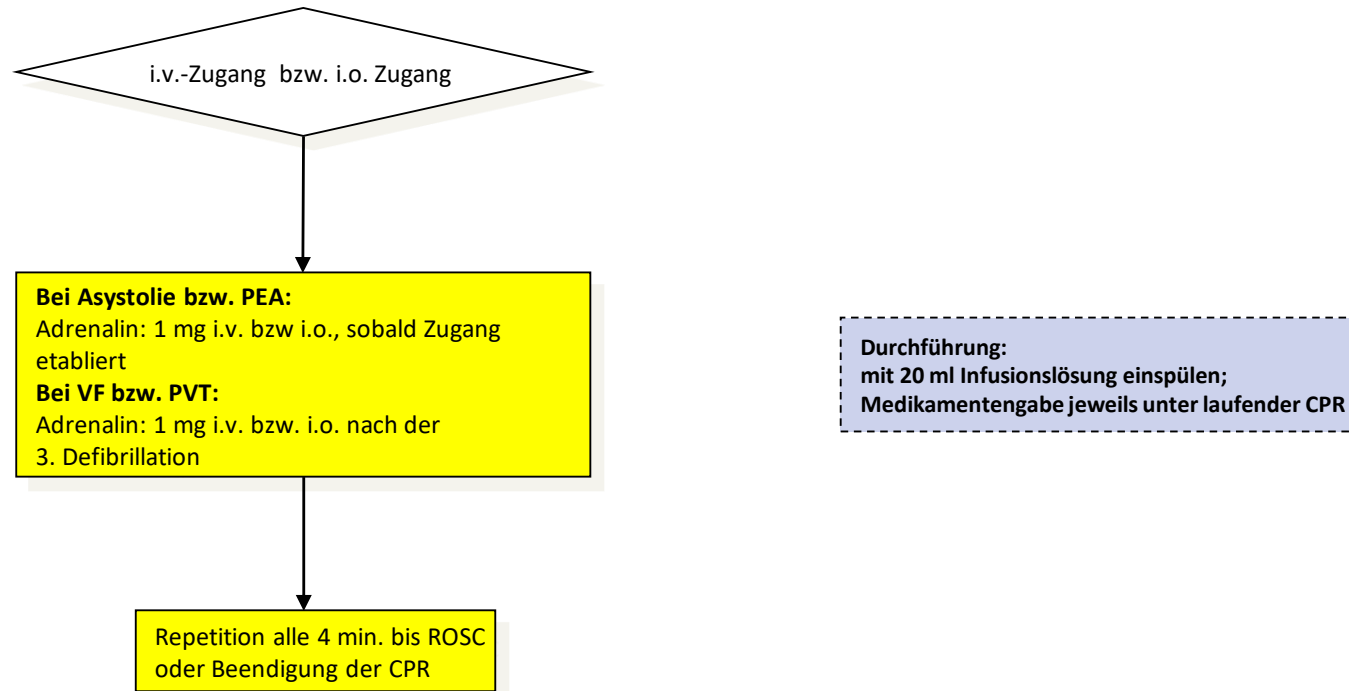 i.v.-Zugang bzw. i.o. Zugang
Bei Asystolie bzw. PEA:
Adrenalin: 1 mg i.v. bzw i.o., sobald Zugang
etabliert
Bei VF bzw. PVT:
Adrenalin: 1 mg i.v. bzw. i.o. nach der
3. Defibrillation
Durchführung:
mit 20 ml Infusionslösung einspülen;
Medikamentengabe jeweils unter laufender CPR
Repetition alle 4 min. bis ROSC
oder Beendigung der CPR